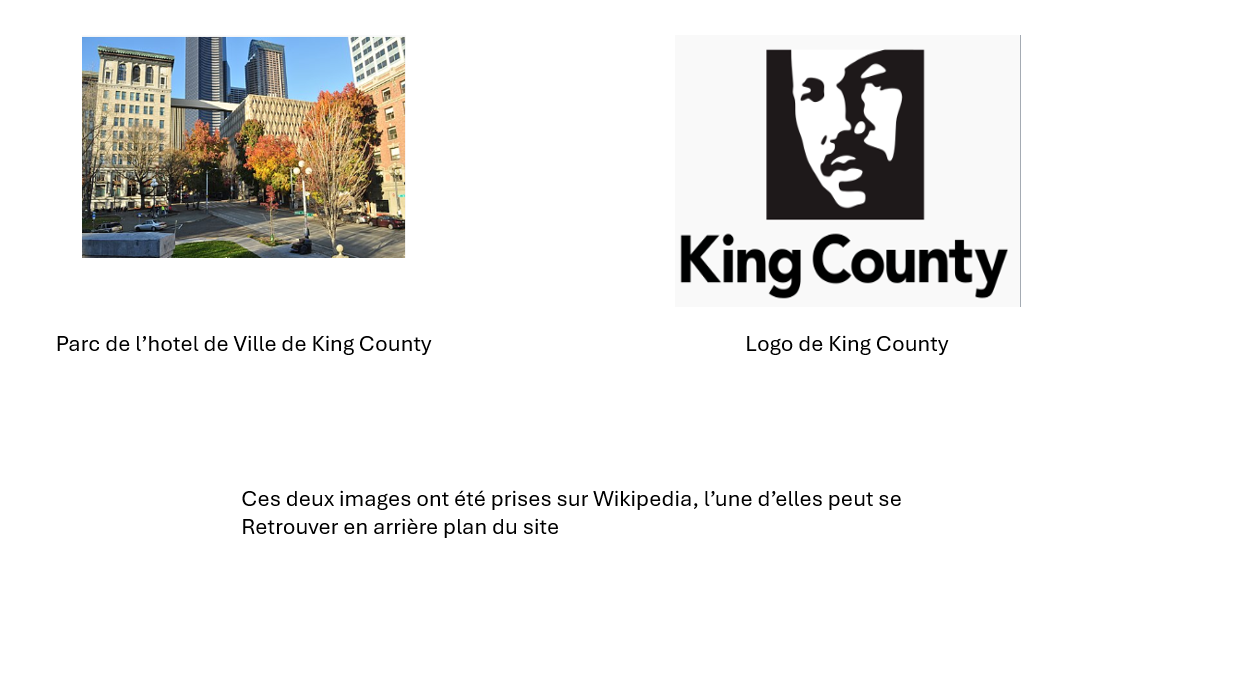 King County
Parc de l’hotel de Ville de King County
Logo de King County
Ces deux images ont été prises sur Wikipedia, l’une d’elles peut se
Retrouver en arrière plan du site